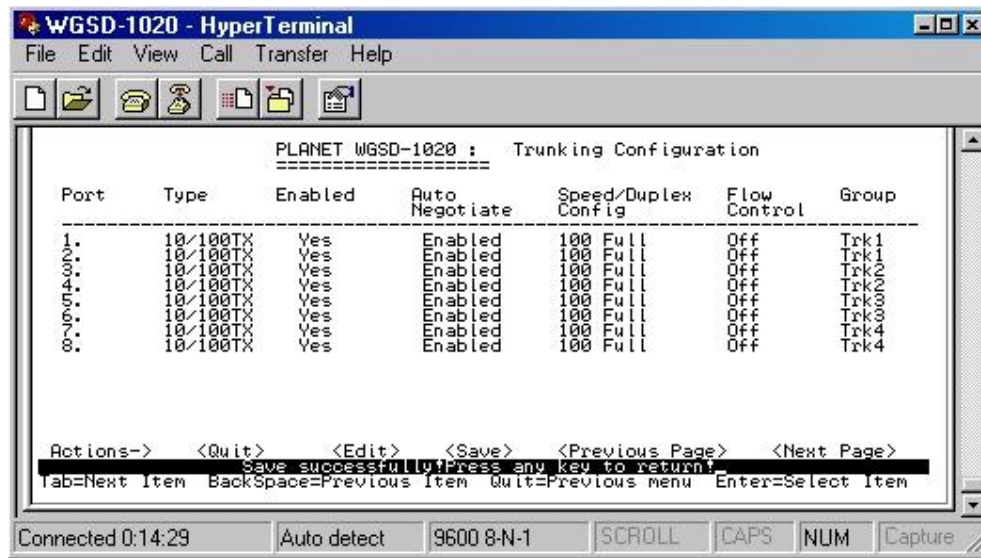 WGSD-1020 - HyperTerminal
File Edit View Call Transfer Help
PLANET WGSD-1020 : Trunking Configuration
===================
Port Type Enabled Auto Negotiate Speed/Duplex Config Flow Control Group
1. 10/100TX Yes Enabled 100 Full Off Trk1
2. 10/100TX Yes Enabled 100 Full Off Trk1
3. 10/100TX Yes Enabled 100 Full Off Trk2
4. 10/100TX Yes Enabled 100 Full Off Trk2
5. 10/100TX Yes Enabled 100 Full Off Trk3
6. 10/100TX Yes Enabled 100 Full Off Trk3
7. 10/100TX Yes Enabled 100 Full Off Trk4
8. 10/100TX Yes Enabled 100 Full Off Trk4
Actions-> <Quit> <Edit> <Save> <Previous Page> <Next Page>
Save successfully!Press any key to return!_
Tab=Next Item BackSpace=Previous Item Quit=Previous menu Enter=Select Item
Connected 0:14:29 Auto detect 9600 8-N-1 SCROLL CAPS NUM Capture